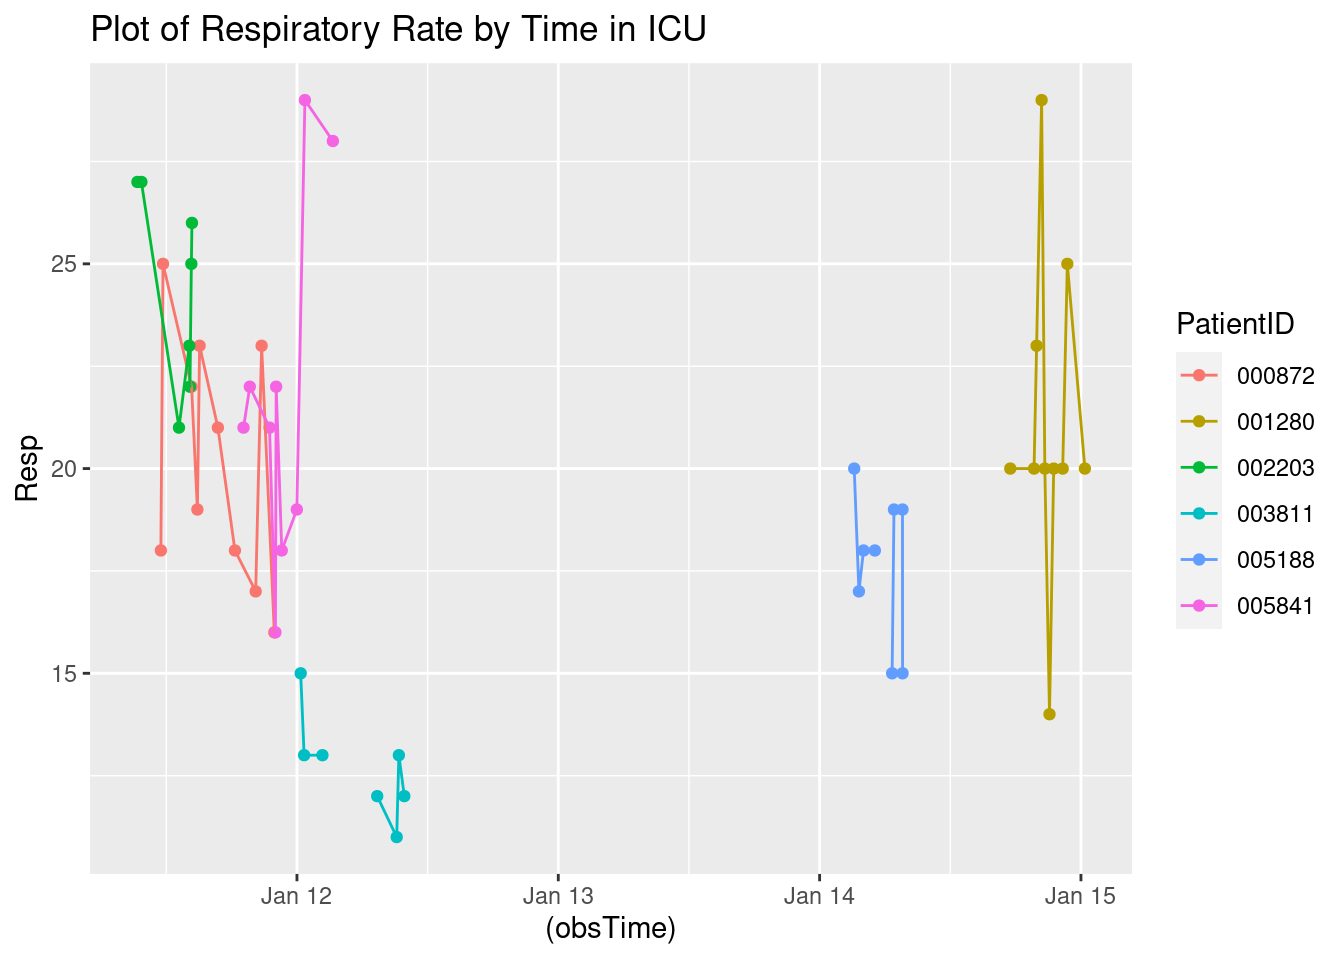 Plot of Respiratory Rate by Time in ICU
Resp
25
20
15
Jan 12
Jan 13
Jan 14
Jan 15
(obsTime)
PatientID
000872
001280
002203
003811
005188
005841